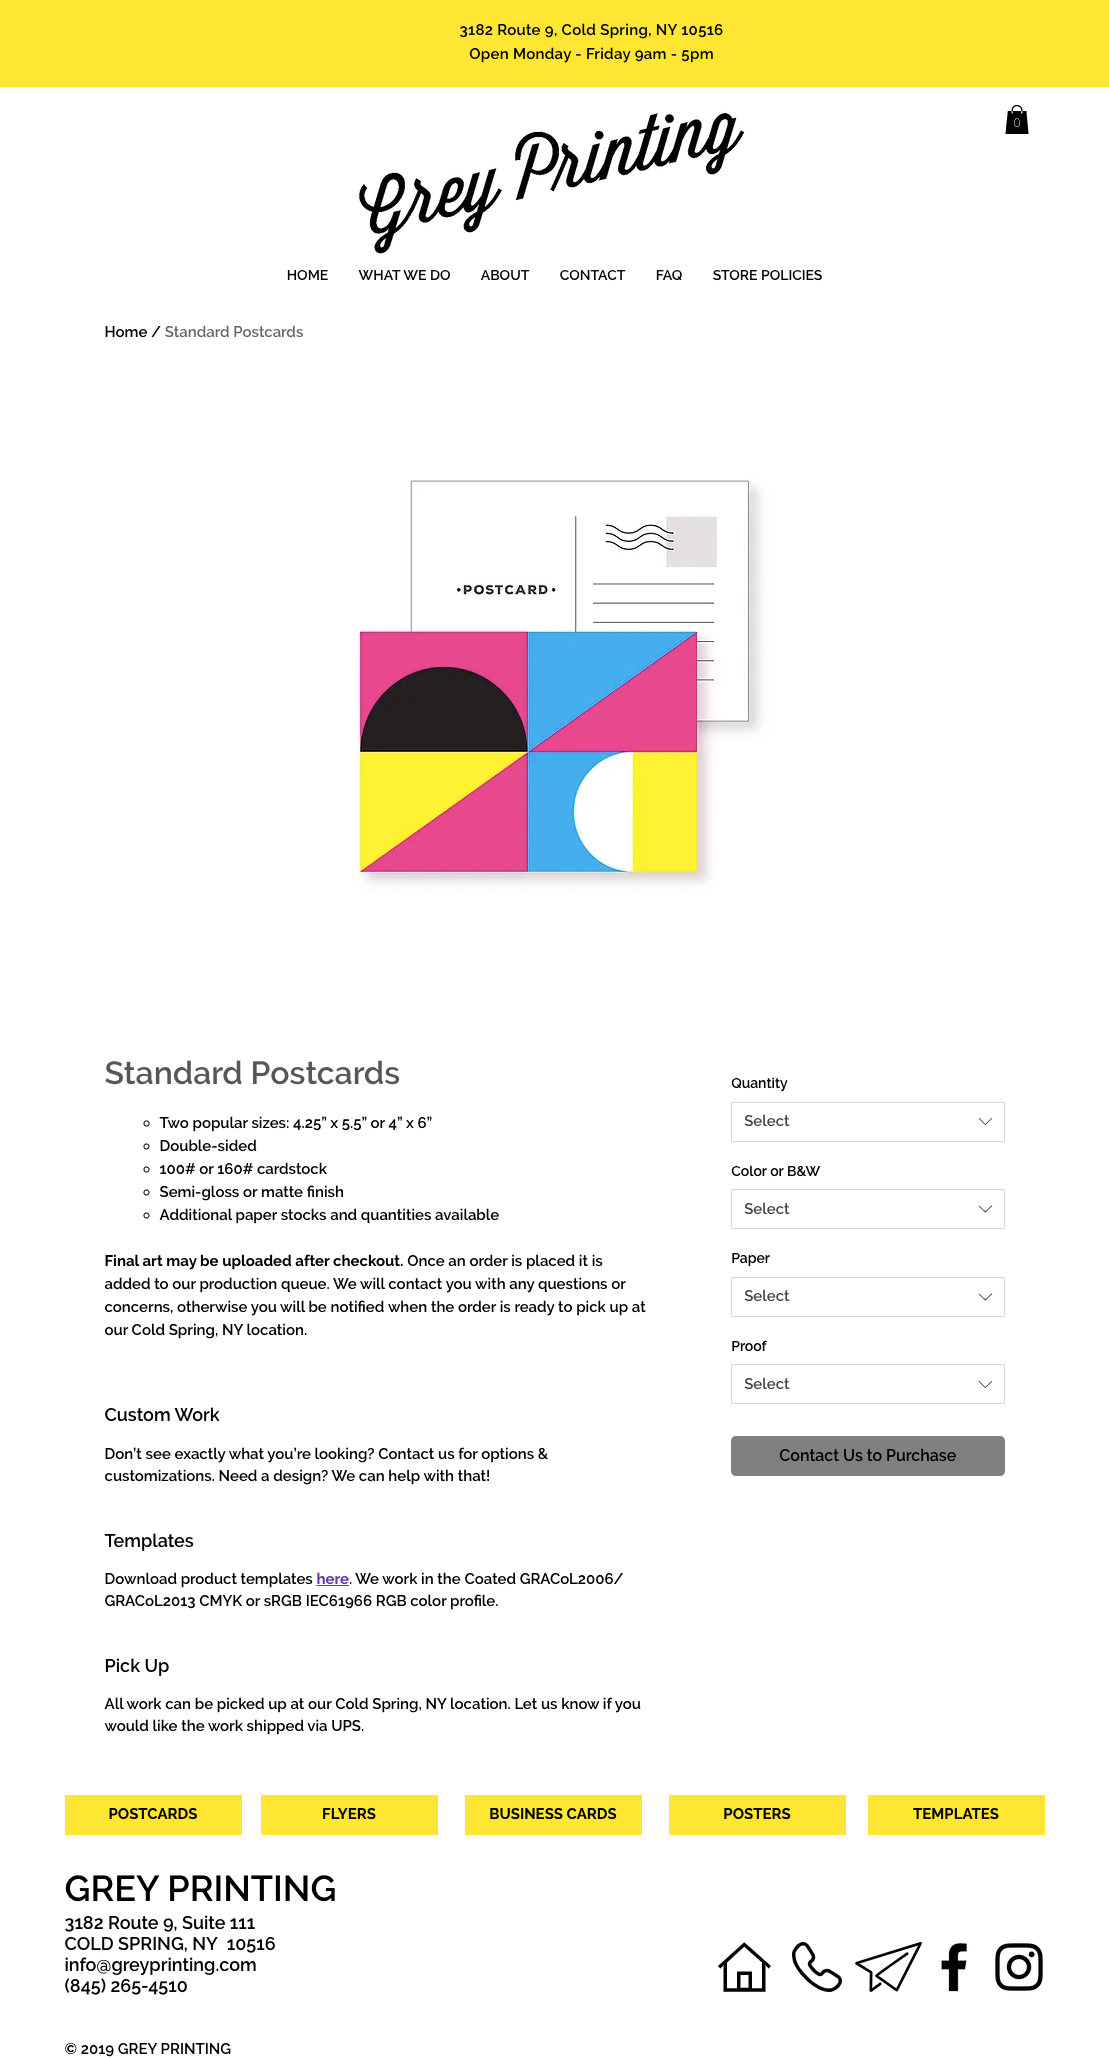 3182 Route 9, Cold Spring, NY 10516
Open Monday - Friday 9am - 5pm
0
Grey Printing
HOME
WHAT WE DO
ABOUT
CONTACT
FAQ
STORE POLICIES
Home / Standard Postcards
•POSTCARD•
Standard Postcards
Two popular sizes: 4.25” x 5.5” or 4” x 6”
Double-sided
100# or 160# cardstock
Semi-gloss or matte finish
Additional paper stocks and quantities available
Final art may be uploaded after checkout. Once an order is placed it is
added to our production queue. We will contact you with any questions or
concerns, otherwise you will be notified when the order is ready to pick up at
our Cold Spring, NY location.
Custom Work
Don’t see exactly what you’re looking? Contact us for options &
customizations. Need a design? We can help with that!
Templates
Download product templates here. We work in the Coated GRACoL2006/
GRACoL2013 CMYK or sRGB IEC61966 RGB color profile.
Pick Up
All work can be picked up at our Cold Spring, NY location. Let us know if you
would like the work shipped via UPS.
Quantity
Select
Color or B&W
Select
Paper
Select
Proof
Select
Contact Us to Purchase
POSTCARDS
FLYERS
BUSINESS CARDS
POSTERS
TEMPLATES
GREY PRINTING
3182 Route 9, Suite 111
COLD SPRING, NY  10516
info@greyprinting.com
(845) 265-4510
© 2019 GREY PRINTING